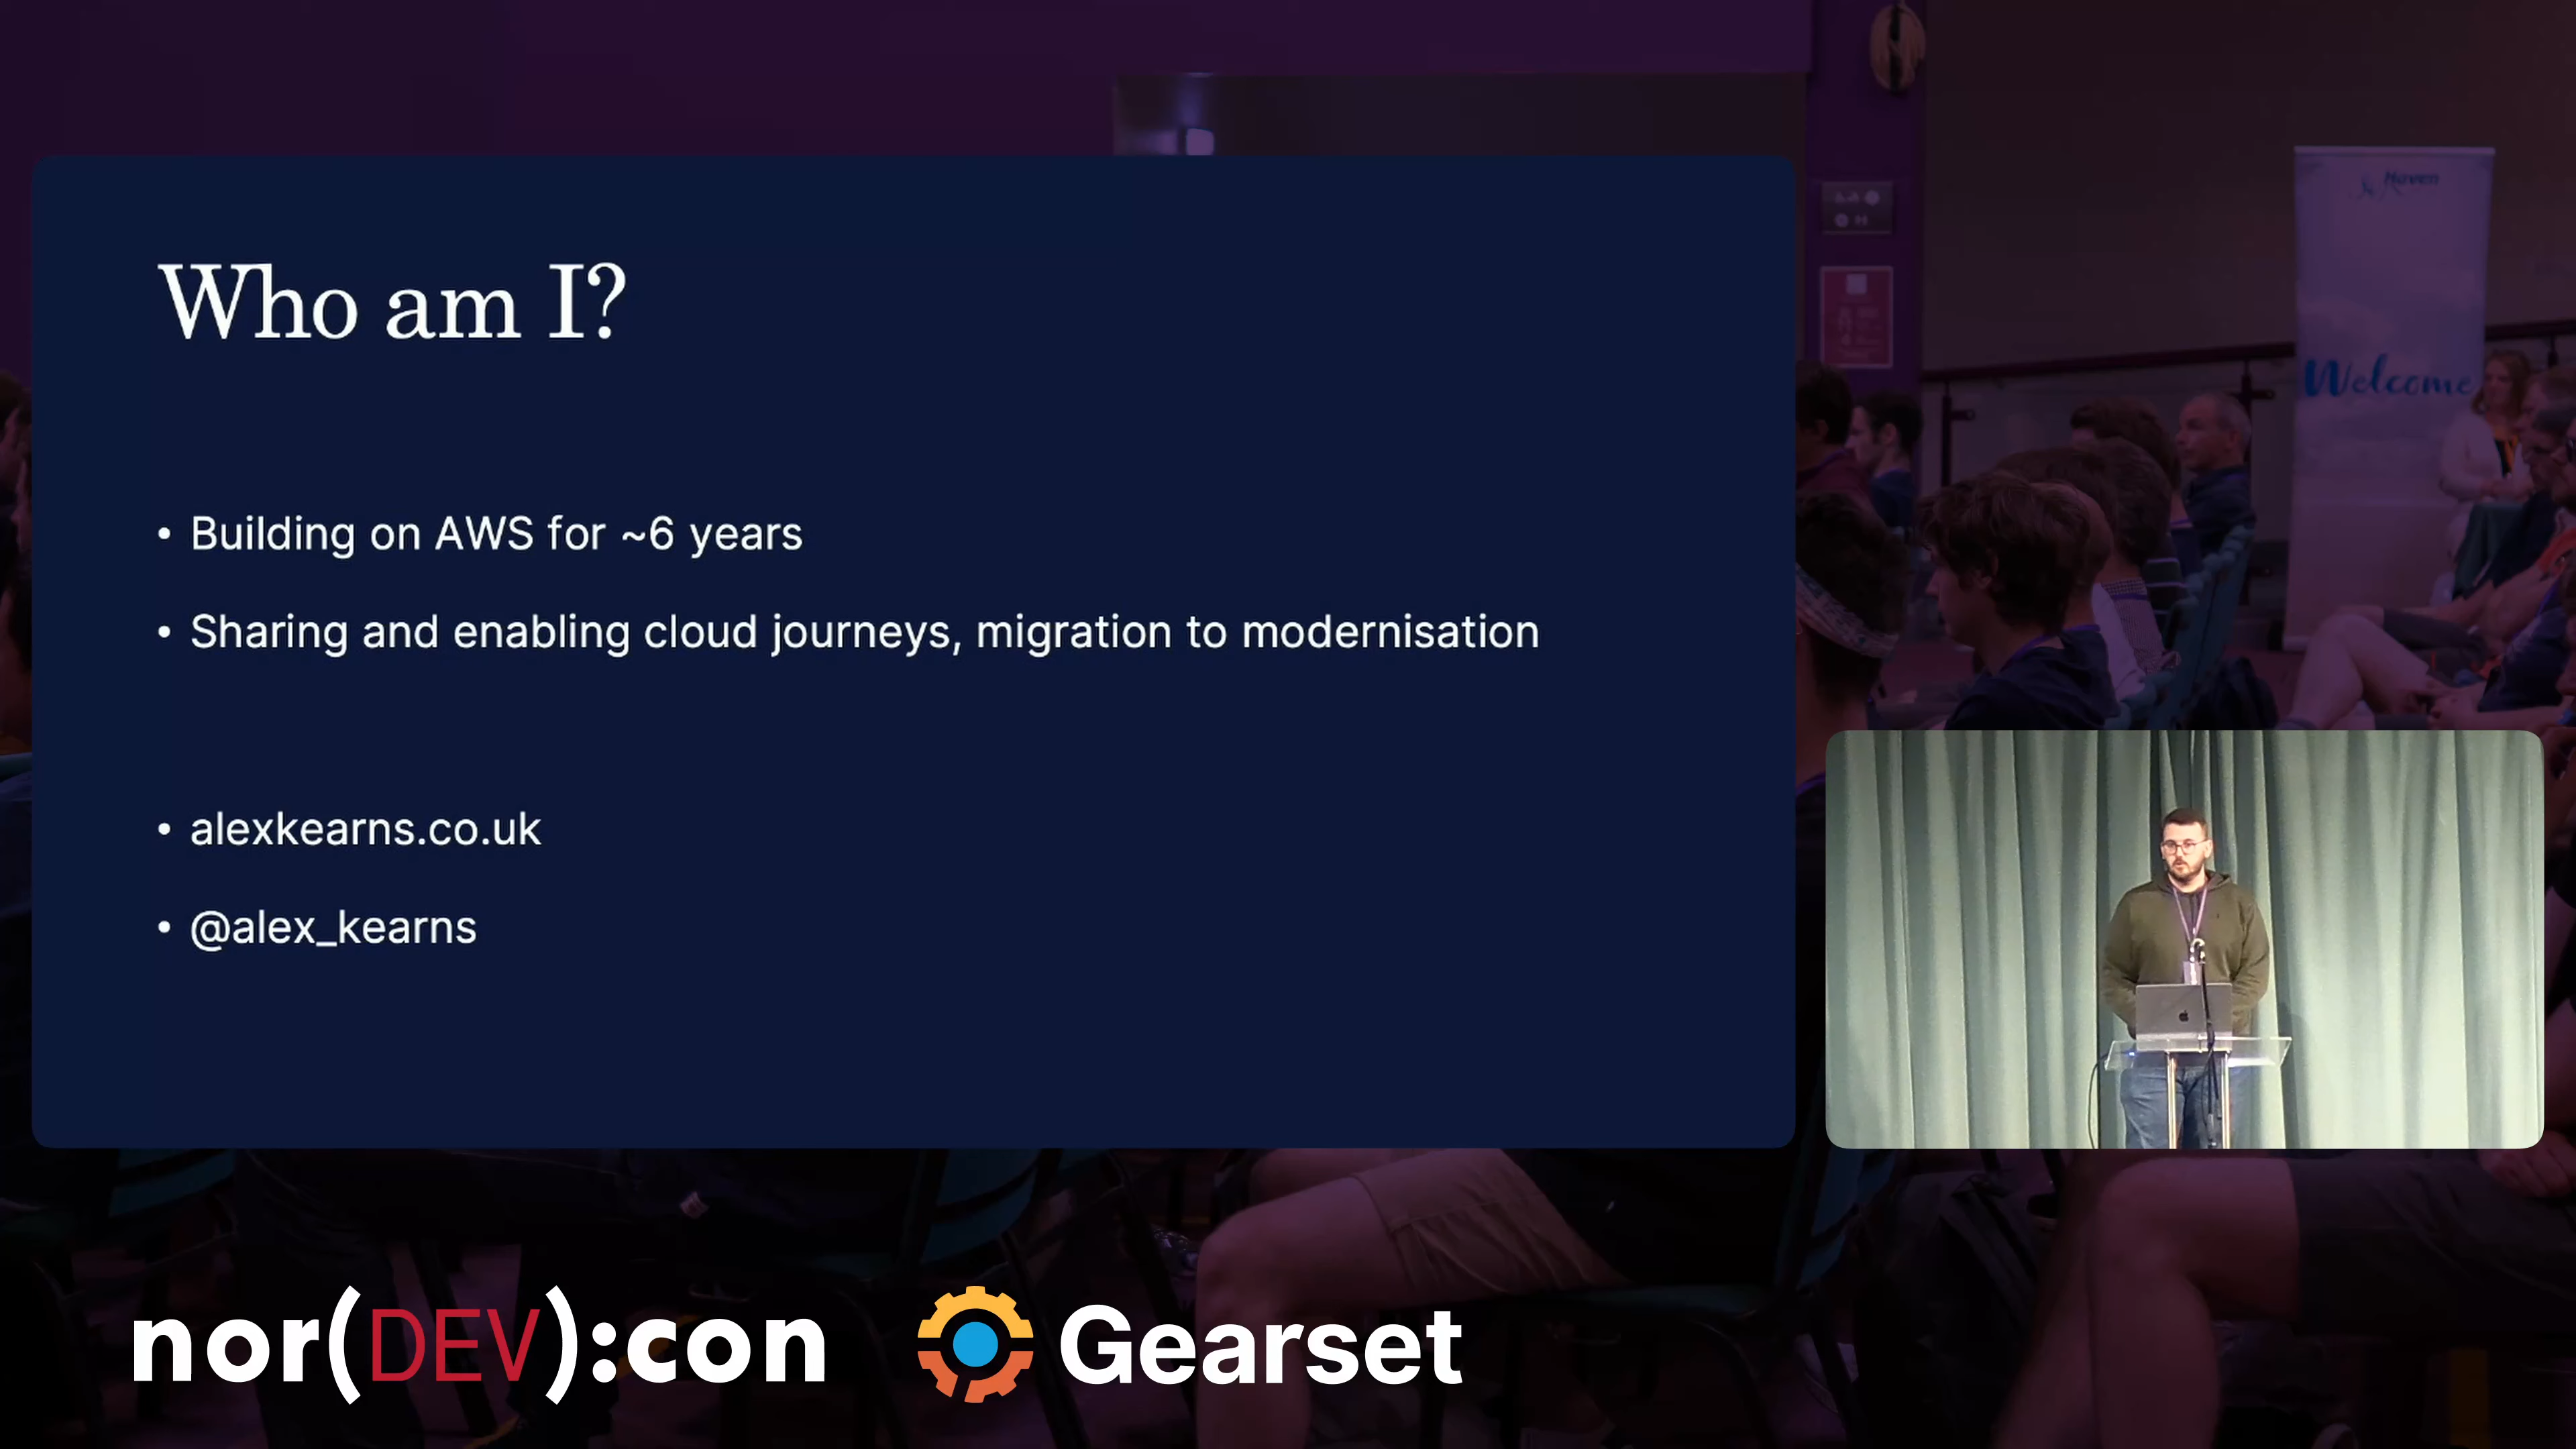 Who am I?
• Building on AWS for ~6 years
• Sharing and enabling cloud journeys, migration to modernisation
• alexkearns.co.uk
• @alex_kearns
Haven
Welcome
nor(DEV):con
Gearset